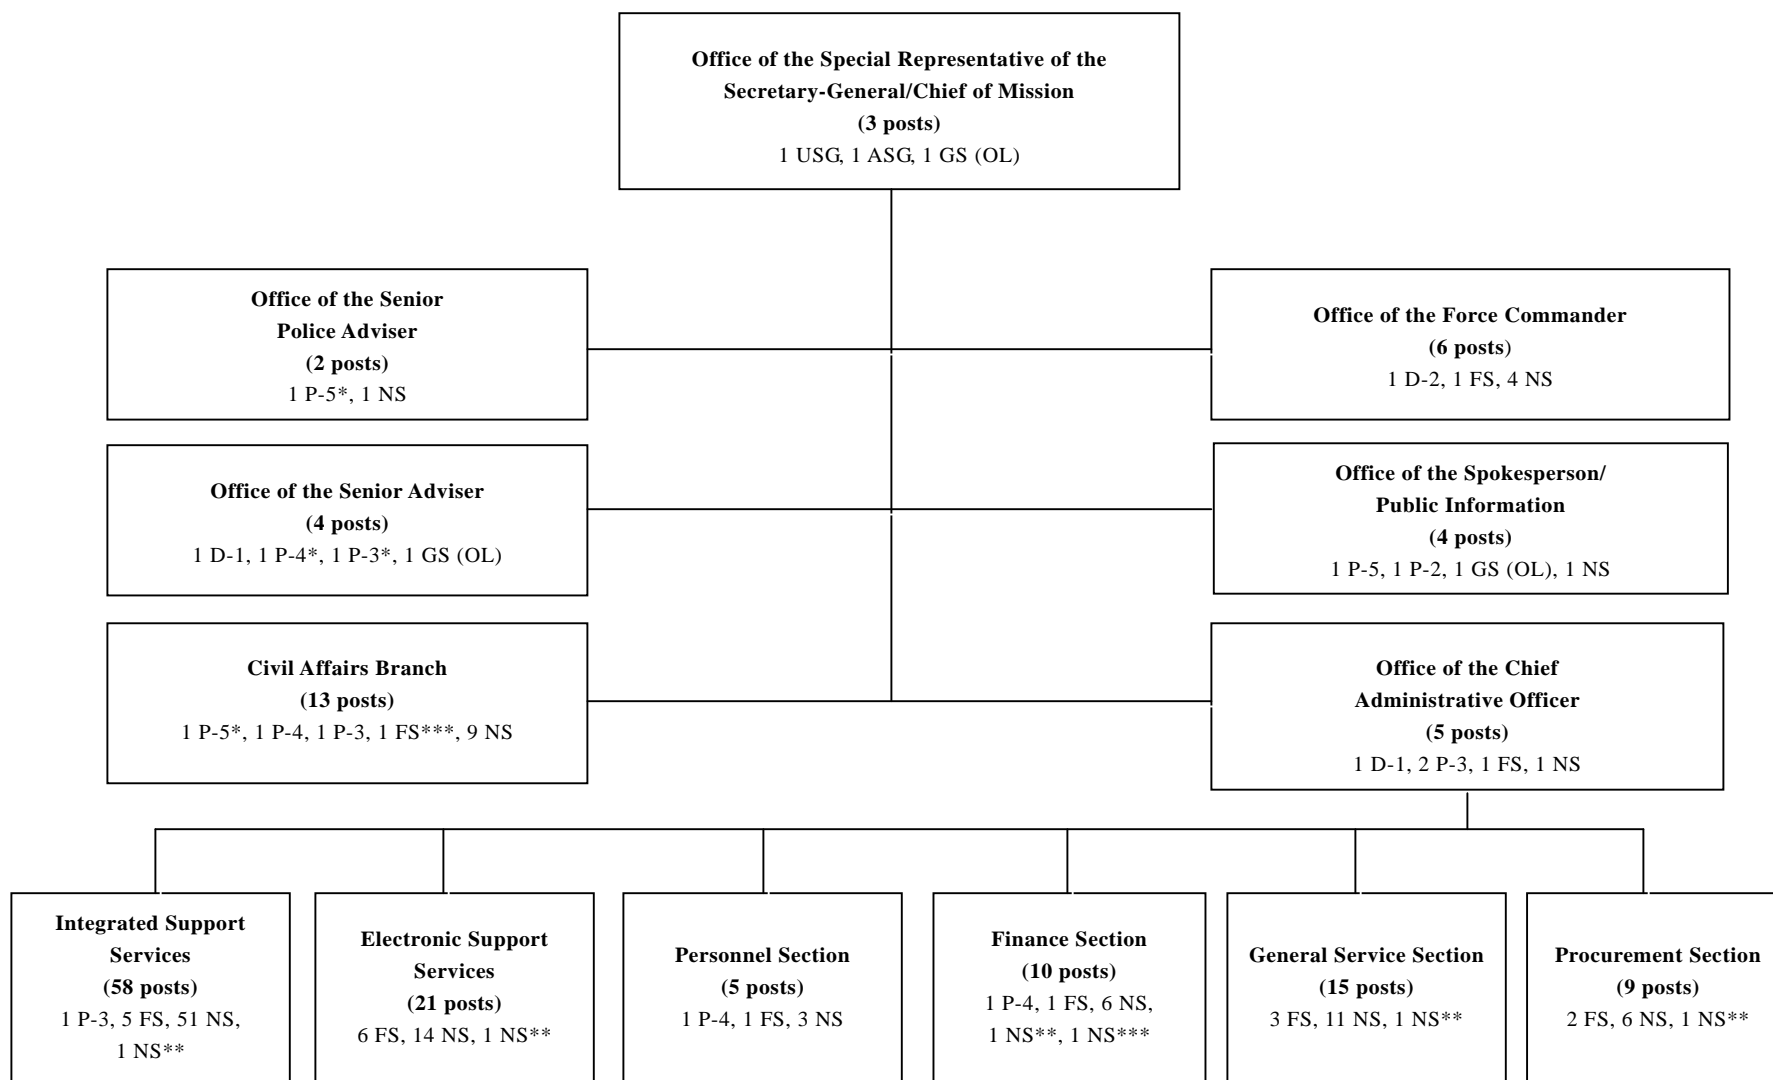 Office of the Special Representative of the
Secretary-General/Chief of Mission
(3 posts)
1 USG, 1 ASG, 1 GS (OL)
Office of the Senior
Police Adviser
(2 posts)
1 P-5*, 1 NS
Office of the Force Commander
(6 posts)
1 D-2, 1 FS, 4 NS
Office of the Senior Adviser
(4 posts)
1 D-1, 1 P-4*, 1 P-3*, 1 GS (OL)
Office of the Spokesperson/
Public Information
(4 posts)
1 P-5, 1 P-2, 1 GS (OL), 1 NS
Civil Affairs Branch
(13 posts)
1 P-5*, 1 P-4, 1 P-3, 1 FS***, 9 NS
Office of the Chief
Administrative Officer
(5 posts)
1 D-1, 2 P-3, 1 FS, 1 NS
Integrated Support
Services
(58 posts)
1 P-3, 5 FS, 51 NS,
1 NS**
Electronic Support
Services
(21 posts)
6 FS, 14 NS, 1 NS**
Personnel Section
(5 posts)
1 P-4, 1 FS, 3 NS
Finance Section
(10 posts)
1 P-4, 1 FS, 6 NS,
1 NS**, 1 NS***
General Service Section
(15 posts)
3 FS, 11 NS, 1 NS**
Procurement Section
(9 posts)
2 FS, 6 NS, 1 NS**